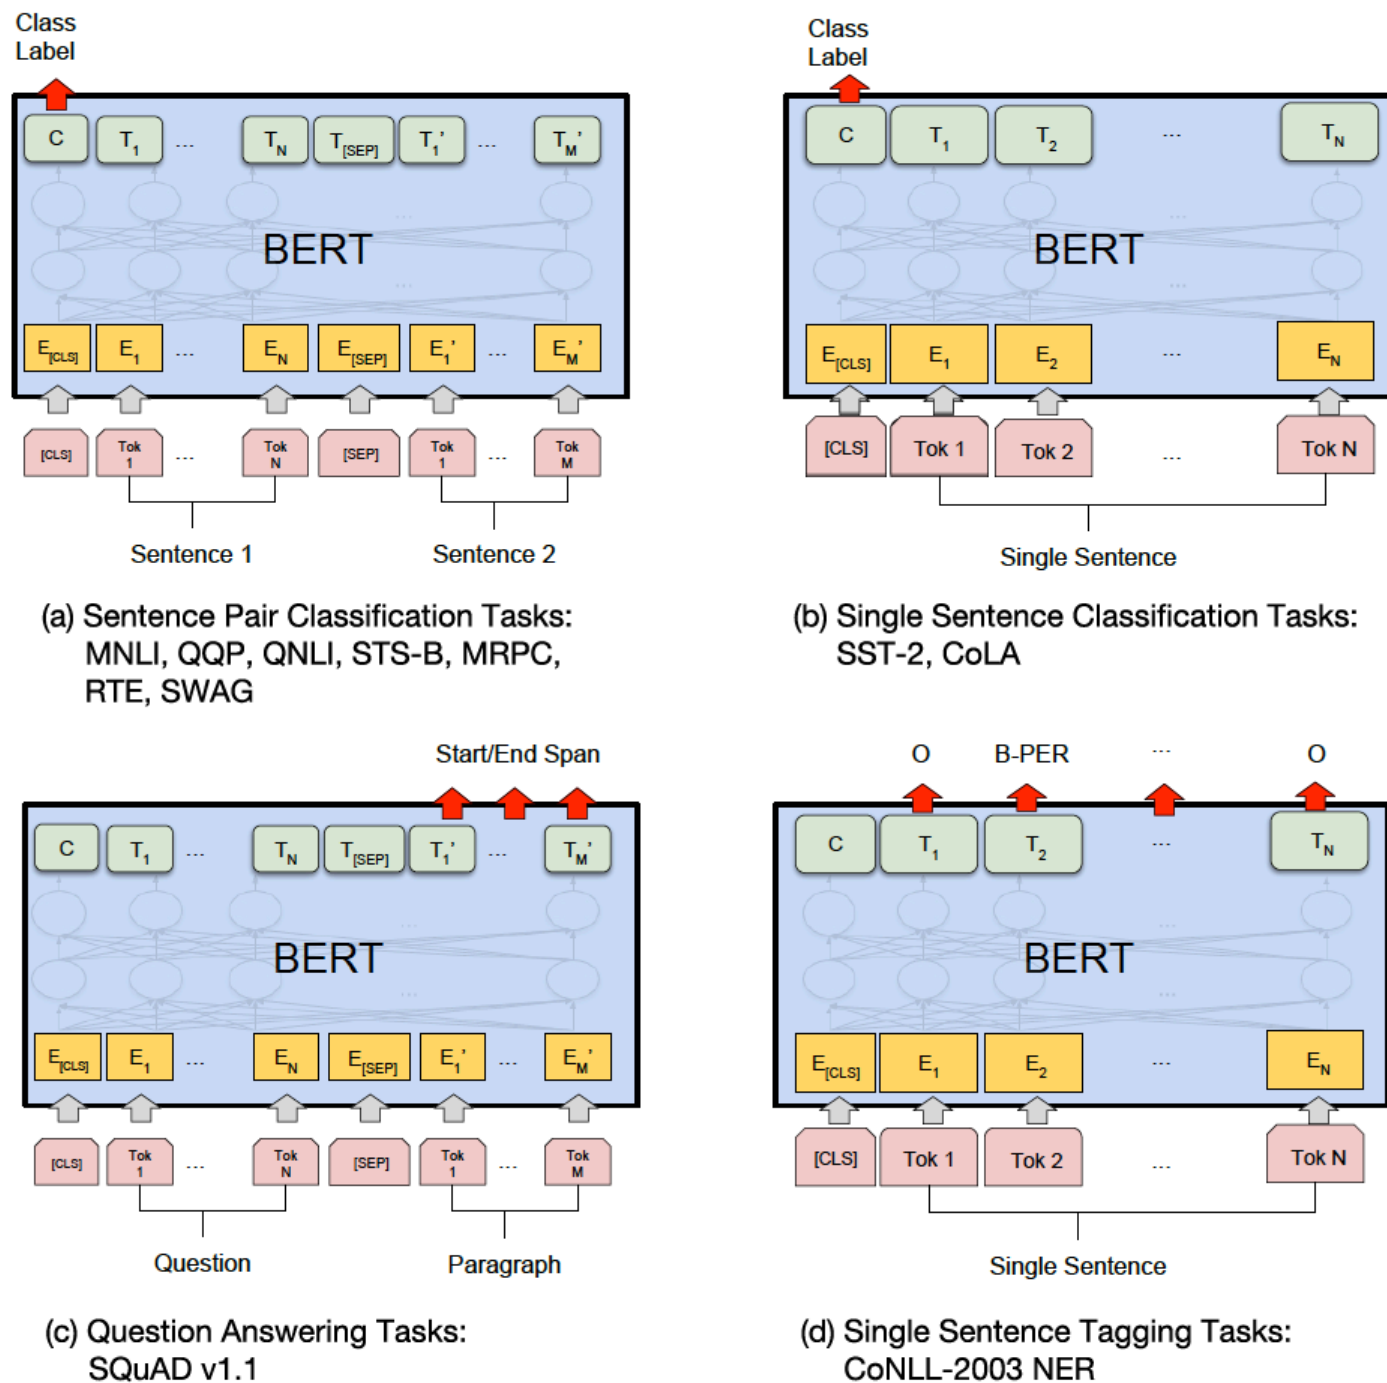 Class
Label
C T1 ... TN T[SEP] T1' ... TM'
...
BERT
...
E[CLS] E1 ... EN E[SEP] E1' ... EM'
[CLS] Tok 1 ... Tok N [SEP] Tok 1 ... Tok M
Sentence 1 Sentence 2
(a) Sentence Pair Classification Tasks:
MNLI, QQP, QNLI, STS-B, MRPC,
RTE, SWAG
Class
Label
C T1 T2 ... TN
...
BERT
...
E[CLS] E1 E2 ... EN
[CLS] Tok 1 Tok 2 ... Tok N
Single Sentence
(b) Single Sentence Classification Tasks:
SST-2, CoLA
Start/End Span
C T1 ... TN T[SEP] T1' ... TM'
...
BERT
...
E[CLS] E1 ... EN E[SEP] E1' ... EM'
[CLS] Tok 1 ... Tok N [SEP] Tok 1 ... Tok M
Question Paragraph
(c) Question Answering Tasks:
SQuAD v1.1
O B-PER ... O
C T1 T2 ... TN
...
BERT
...
E[CLS] E1 E2 ... EN
[CLS] Tok 1 Tok 2 ... Tok N
Single Sentence
(d) Single Sentence Tagging Tasks:
CoNLL-2003 NER